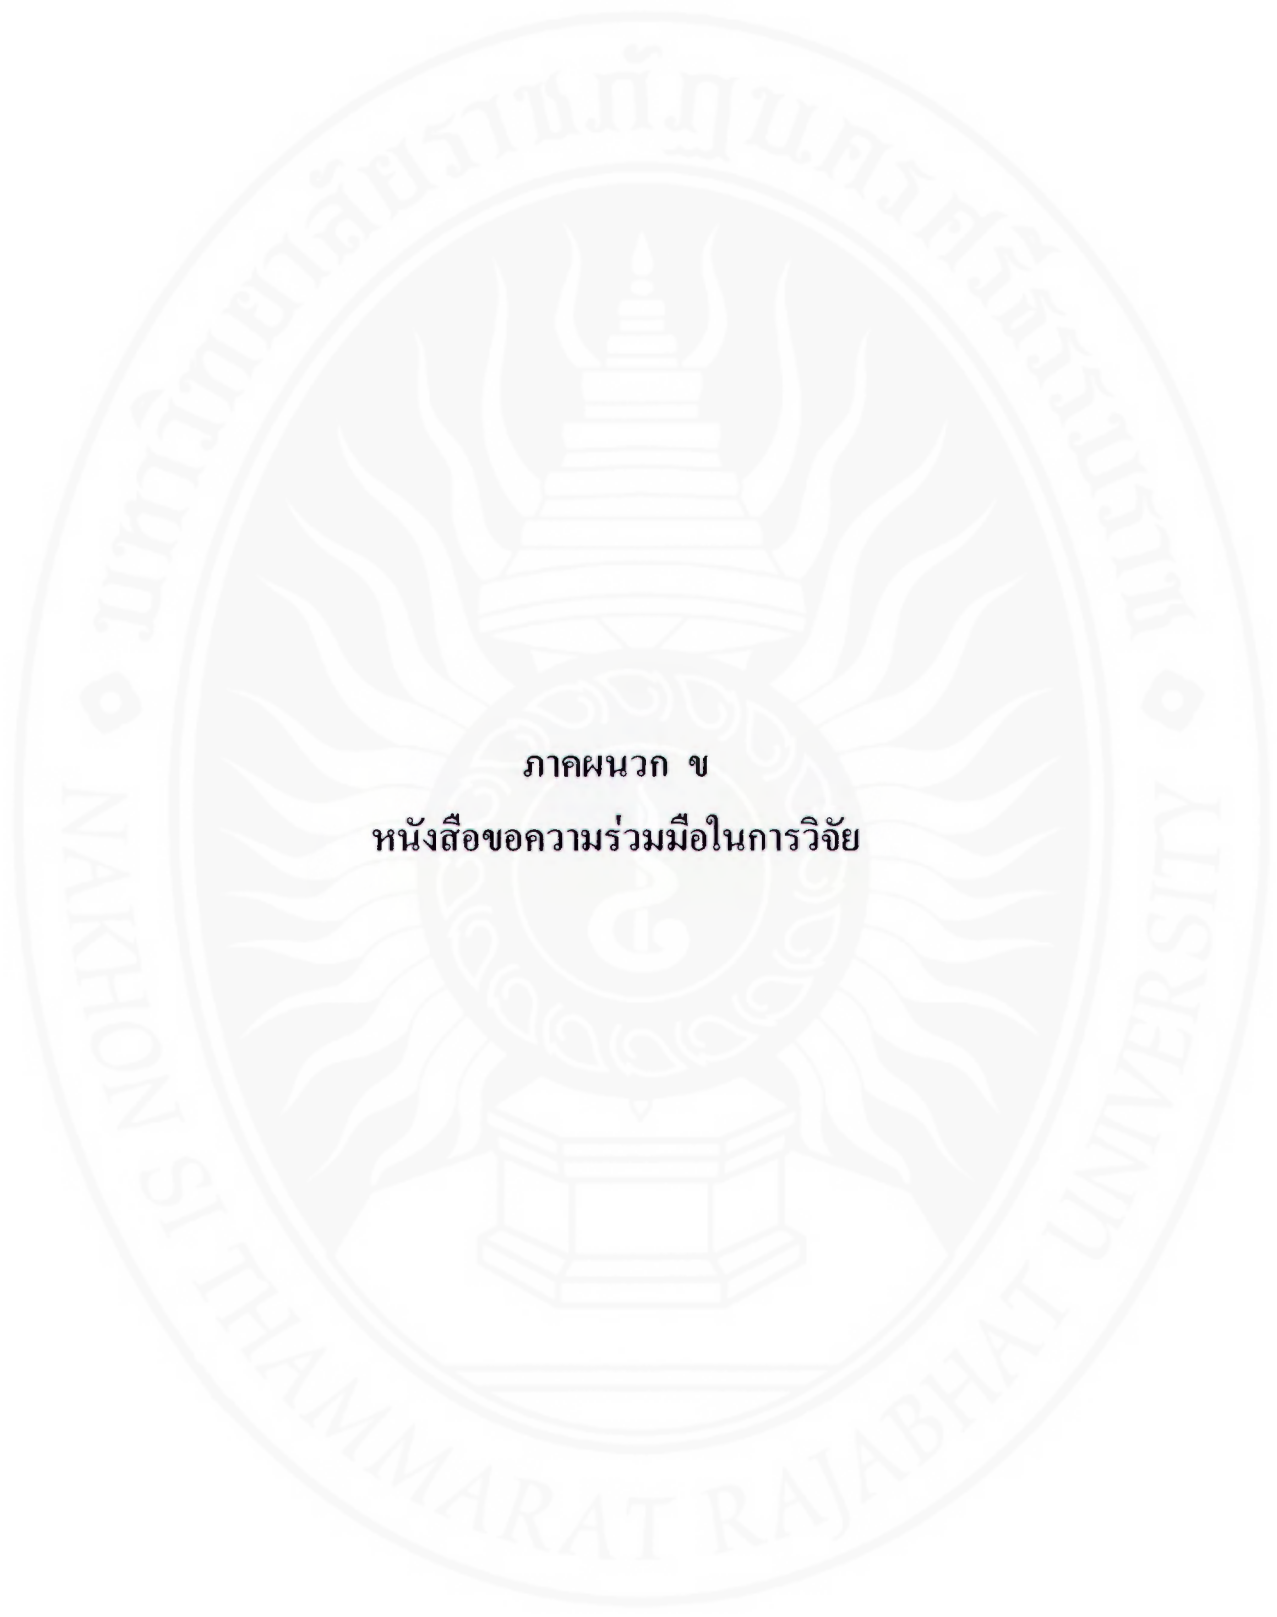 มหาวิทยาลัยราชภัฏนครศรีธรรมราช
ภาคผนวก ข
หนังสือขอความร่วมมือในการวิจัย
NAKHON SI THAMMARAT RAJABHAT UNIVERSITY